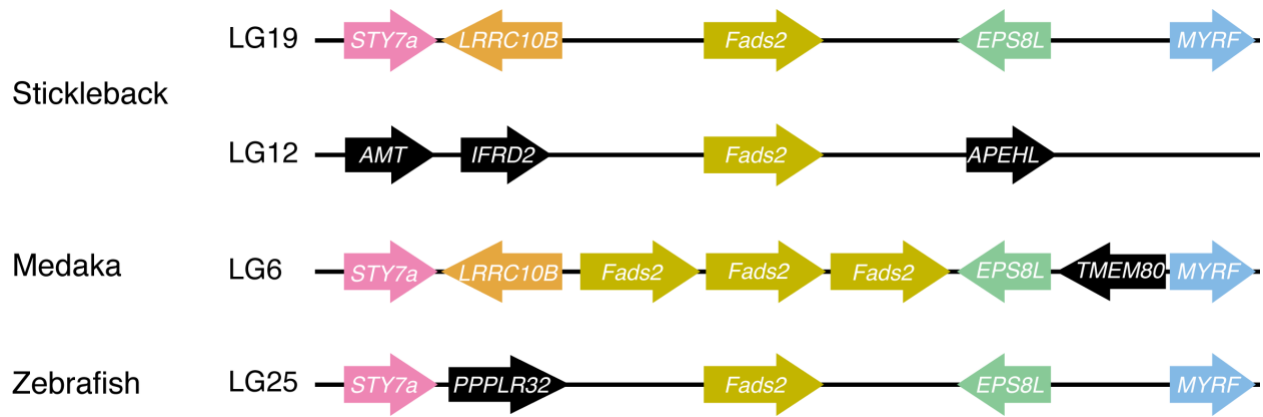 LG19 STY7a LRRC10B Fads2 EPS8L MYRF
Stickleback
LG12 AMT IFRD2 Fads2 APEHL
Medaka LG6 STY7a LRRC10B Fads2 Fads2 Fads2 EPS8L TMEM80 MYRF
Zebrafish LG25 STY7a PPPLR32 Fads2 EPS8L MYRF